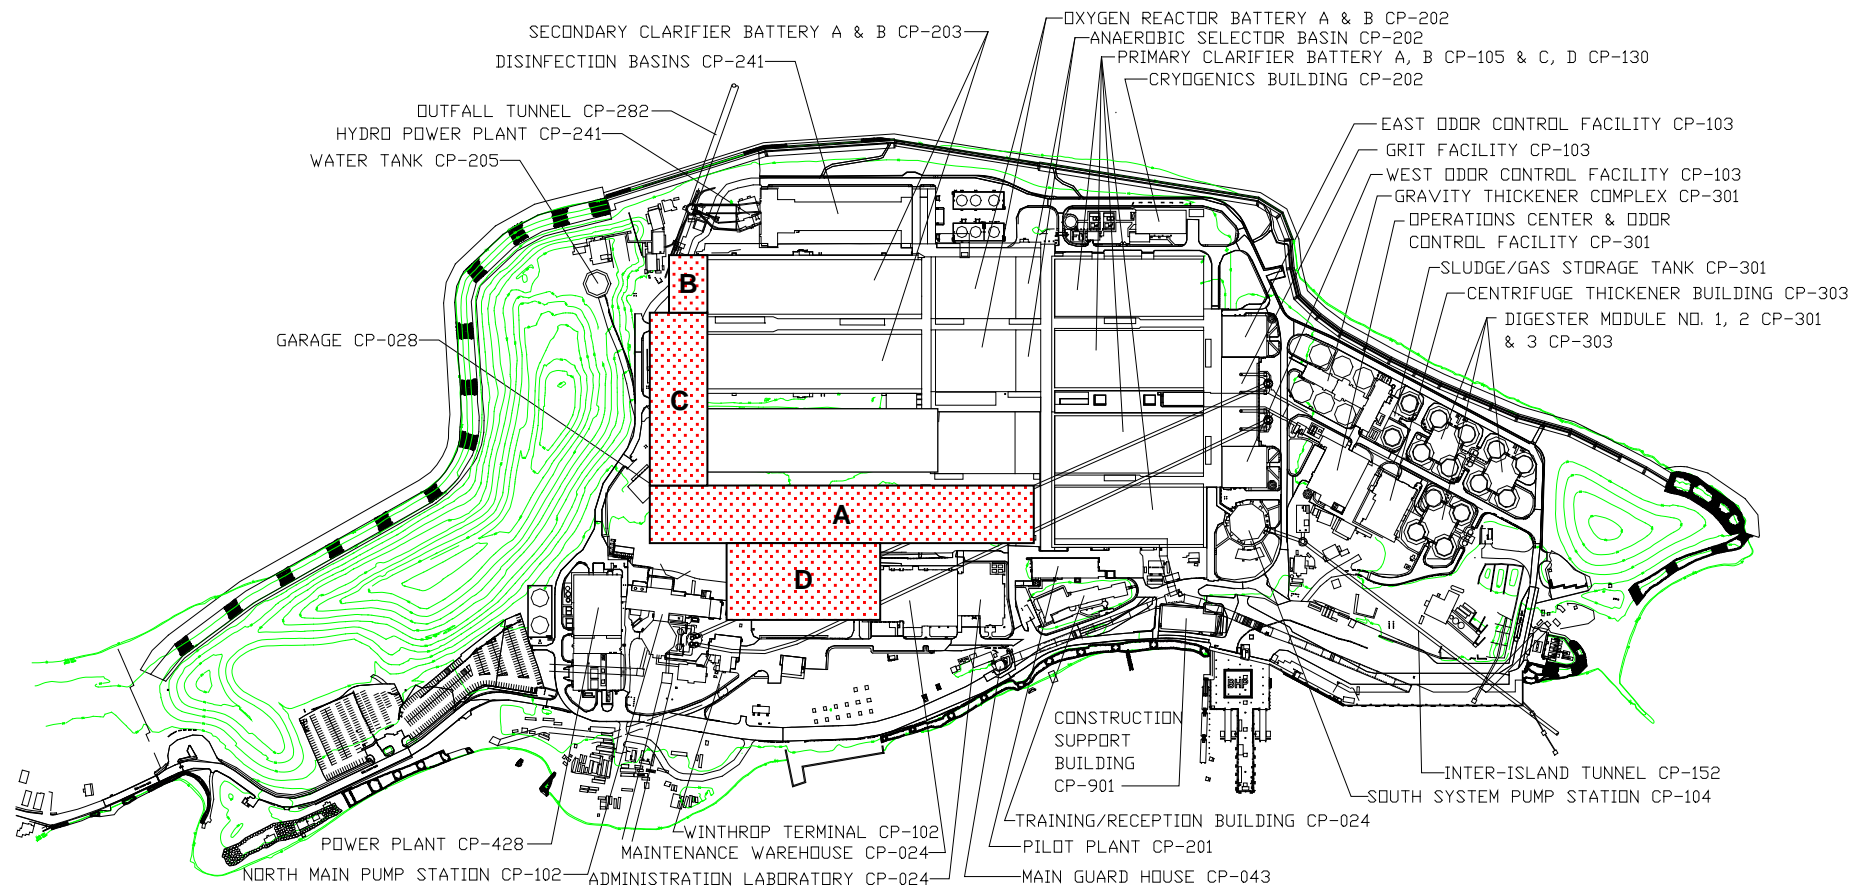 OXYGEN REACTOR BATTERY A & B CP-202
SECONDARY CLARIFIER BATTERY A & B CP-203
ANAEROBIC SELECTOR BASIN CP-202
PRIMARY CLARIFIER BATTERY A, B CP-105 & C, D CP-130
DISINFECTION BASINS CP-241
CRYOGENICS BUILDING CP-202
OUTFALL TUNNEL CP-282
HYDRO POWER PLANT CP-241
WATER TANK CP-205
EAST ODOR CONTROL FACILITY CP-103
GRIT FACILITY CP-103
WEST ODOR CONTROL FACILITY CP-103
GRAVITY THICKENER COMPLEX CP-301
OPERATIONS CENTER & ODOR
CONTROL FACILITY CP-301
SLUDGE/GAS STORAGE TANK CP-301
CENTRIFUGE THICKENER BUILDING CP-303
DIGESTER MODULE NO. 1, 2 CP-301
& 3 CP-303
GARAGE CP-028
B
C
A
D
CONSTRUCTION
SUPPORT
BUILDING
CP-901
INTER-ISLAND TUNNEL CP-152
SOUTH SYSTEM PUMP STATION CP-104
TRAINING/RECEPTION BUILDING CP-024
PILOT PLANT CP-201
MAIN GUARD HOUSE CP-043
WINTHROP TERMINAL CP-102
MAINTENANCE WAREHOUSE CP-024
ADMINISTRATION LABORATORY CP-024
POWER PLANT CP-428
NORTH MAIN PUMP STATION CP-102